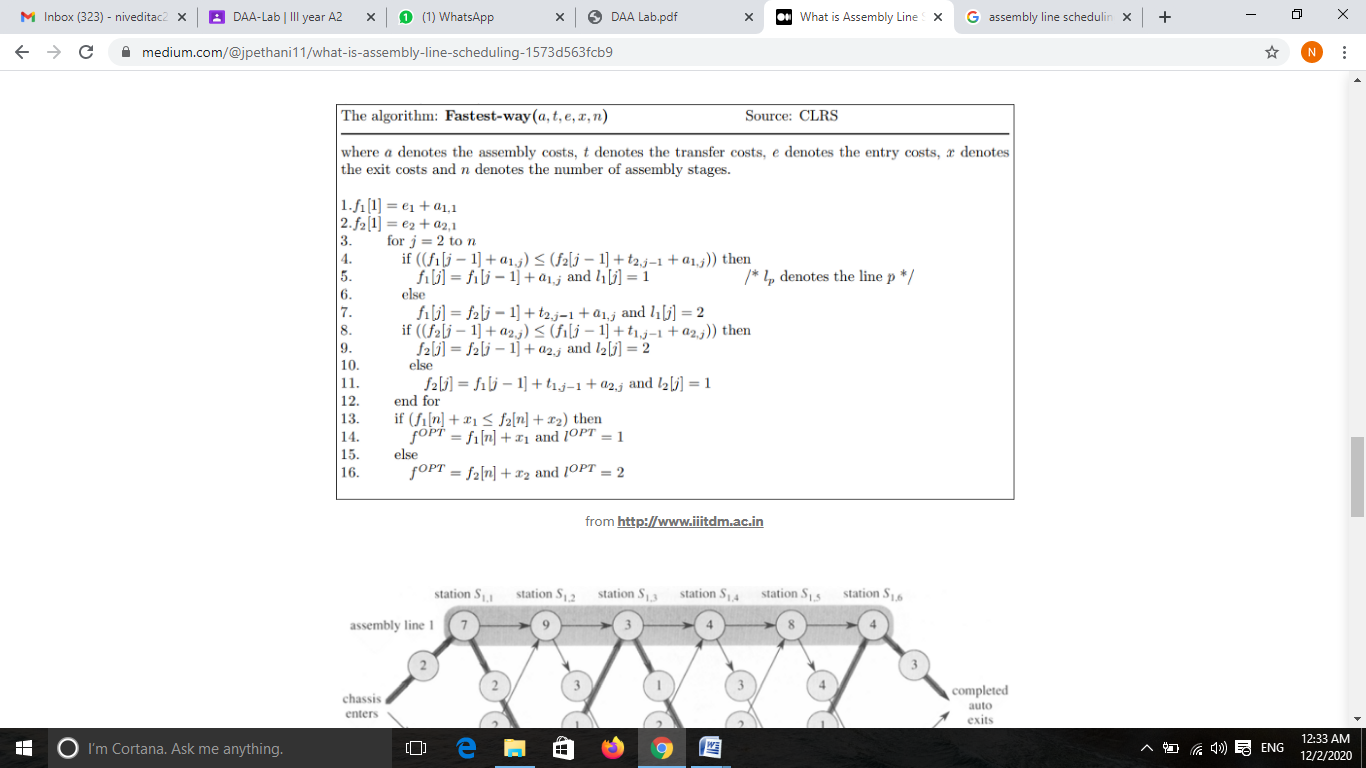 Inbox (323) - niveditac2
DAA-Lab | III year A2
(1) WhatsApp
DAA Lab.pdf
What is Assembly Line S
assembly line schedulin
medium.com/@jpethani11/what-is-assembly-line-scheduling-1573d563fcb9
N
The algorithm: Fastest-way(a, t, e, x, n) Source: CLRS
where a denotes the assembly costs, t denotes the transfer costs, e denotes the entry costs, x denotes
the exit costs and n denotes the number of assembly stages.
1.f₁[1] = e₁ + a₁,₁
2.f₂[1] = e₂ + a₂,₁
3. for j = 2 to n
4. if ((f₁[j − 1] + a₁,j) ≤ (f₂[j − 1] + t₂,j−1 + a₁,j)) then
5. f₁[j] = f₁[j − 1] + a₁,j and l₁[j] = 1 /* lₚ denotes the line p */
6. else
7. f₁[j] = f₂[j − 1] + t₂,j−1 + a₁,j and l₁[j] = 2
8. if ((f₂[j − 1] + a₂,j) ≤ (f₁[j − 1] + t₁,j−1 + a₂,j)) then
9. f₂[j] = f₂[j − 1] + a₂,j and l₂[j] = 2
10. else
11. f₂[j] = f₁[j − 1] + t₁,j−1 + a₂,j and l₂[j] = 1
12. end for
13. if (f₁[n] + x₁ ≤ f₂[n] + x₂) then
14. f^OPT = f₁[n] + x₁ and l^OPT = 1
15. else
16. f^OPT = f₂[n] + x₂ and l^OPT = 2
from http://www.iiitdm.ac.in
station S₁,₁ station S₁,₂ station S₁,₃ station S₁,₄ station S₁,₅ station S₁,₆
assembly line 1 7 9 3 4 8 4
2 3
2 3 1 3 4
chassis
enters
completed
auto
exits
I'm Cortana. Ask me anything.
ENG
12:33 AM
12/2/2020